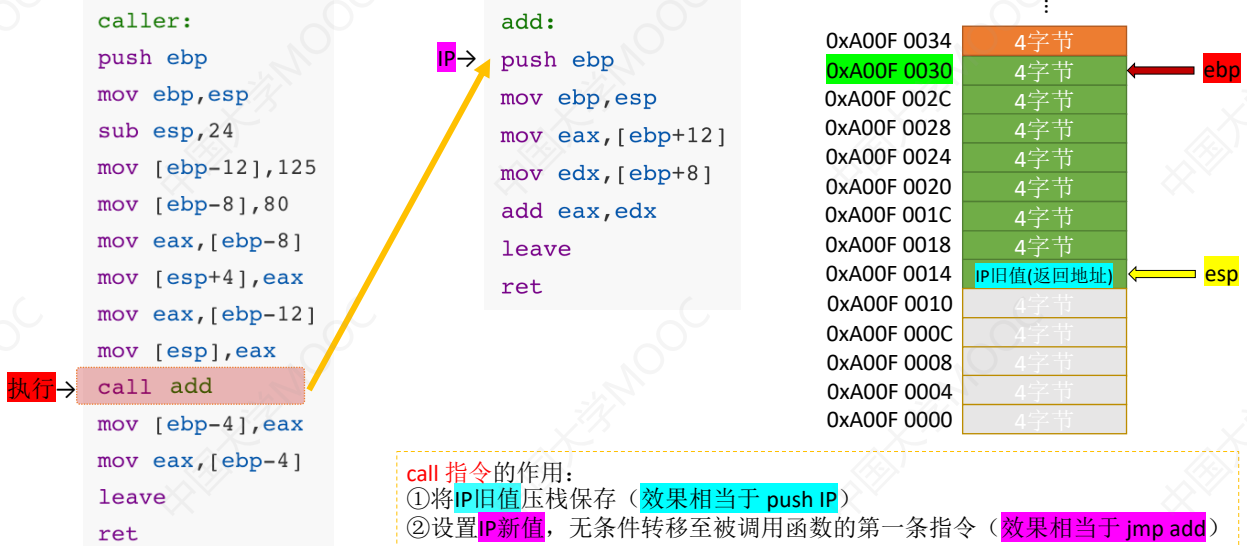 caller:
push ebp
mov ebp,esp
sub esp,24
mov [ebp-12],125
mov [ebp-8],80
mov eax,[ebp-8]
mov [esp+4],eax
mov eax,[ebp-12]
mov [esp],eax
执行→ call add
mov [ebp-4],eax
mov eax,[ebp-4]
leave
ret
add:
IP→ push ebp
mov ebp,esp
mov eax,[ebp+12]
mov edx,[ebp+8]
add eax,edx
leave
ret
⋮
0xA00F 0034 4字节
0xA00F 0030 4字节 ebp
0xA00F 002C 4字节
0xA00F 0028 4字节
0xA00F 0024 4字节
0xA00F 0020 4字节
0xA00F 001C 4字节
0xA00F 0018 4字节
0xA00F 0014 IP旧值(返回地址) esp
0xA00F 0010 4字节
0xA00F 000C 4字节
0xA00F 0008 4字节
0xA00F 0004 4字节
0xA00F 0000 4字节
call 指令的作用：
①将IP旧值压栈保存（效果相当于 push IP）
②设置IP新值，无条件转移至被调用函数的第一条指令（效果相当于 jmp add）
中国大学MOOC